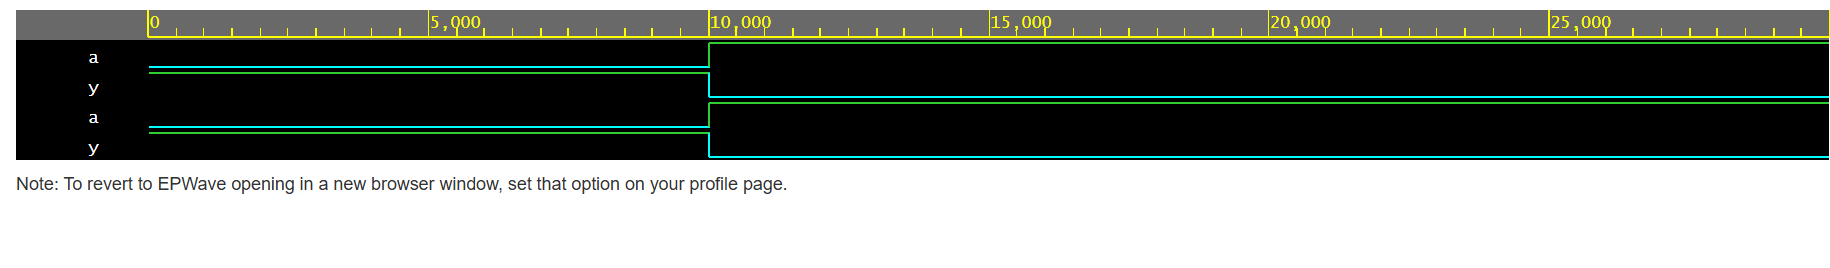 0 5,000 10,000 15,000 20,000 25,000
a
y
a
y
Note: To revert to EPWave opening in a new browser window, set that option on your profile page.